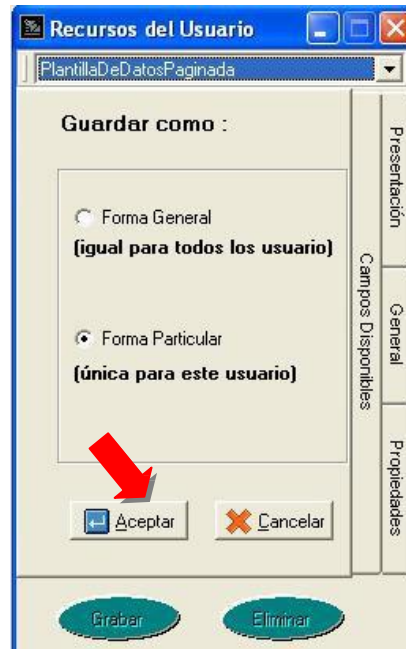 Recursos del Usuario
PlantillaDeDatosPaginada
Guardar como :
Forma General
(igual para todos los usuario)
Forma Particular
(única para este usuario)
Aceptar
Cancelar
Campos Disponibles
Presentación
General
Propiedades
Grabar
Eliminar